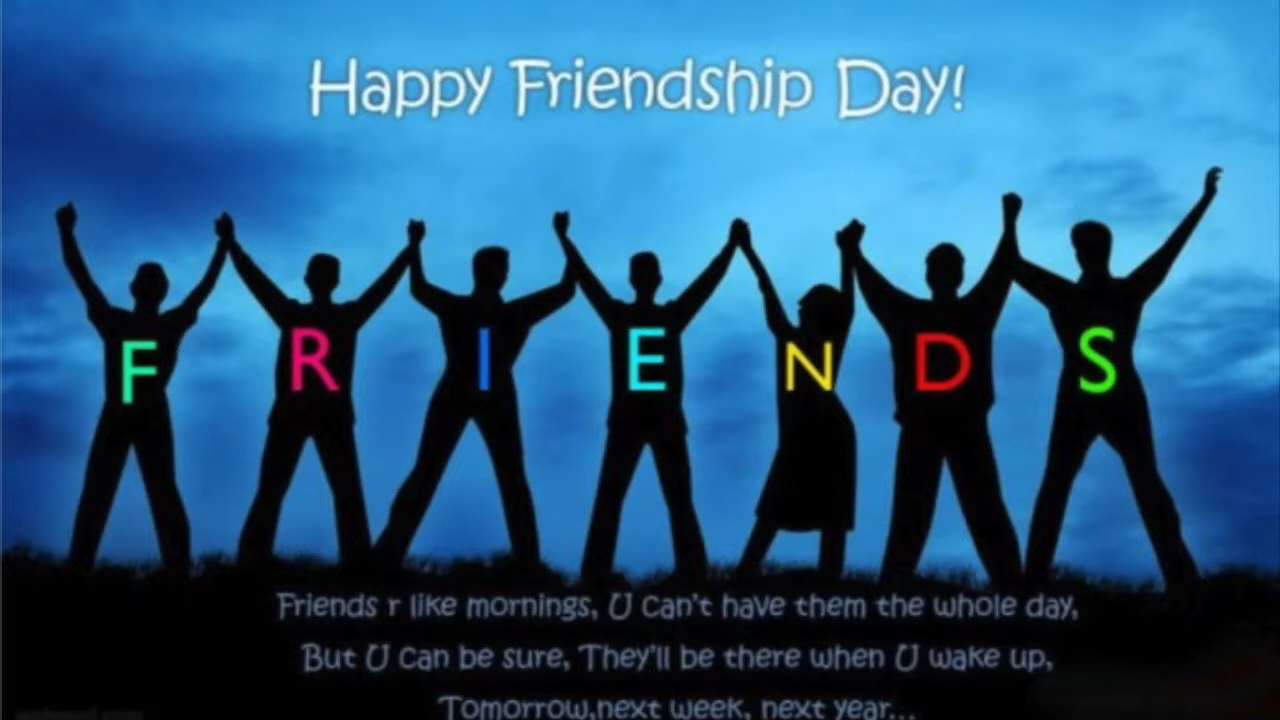 Happy Friendship Day!
F R I E N D S
Friends r like mornings, U can't have them the whole day,
But U can be sure, They'll be there when U wake up,
Tomorrow,next week, next year...